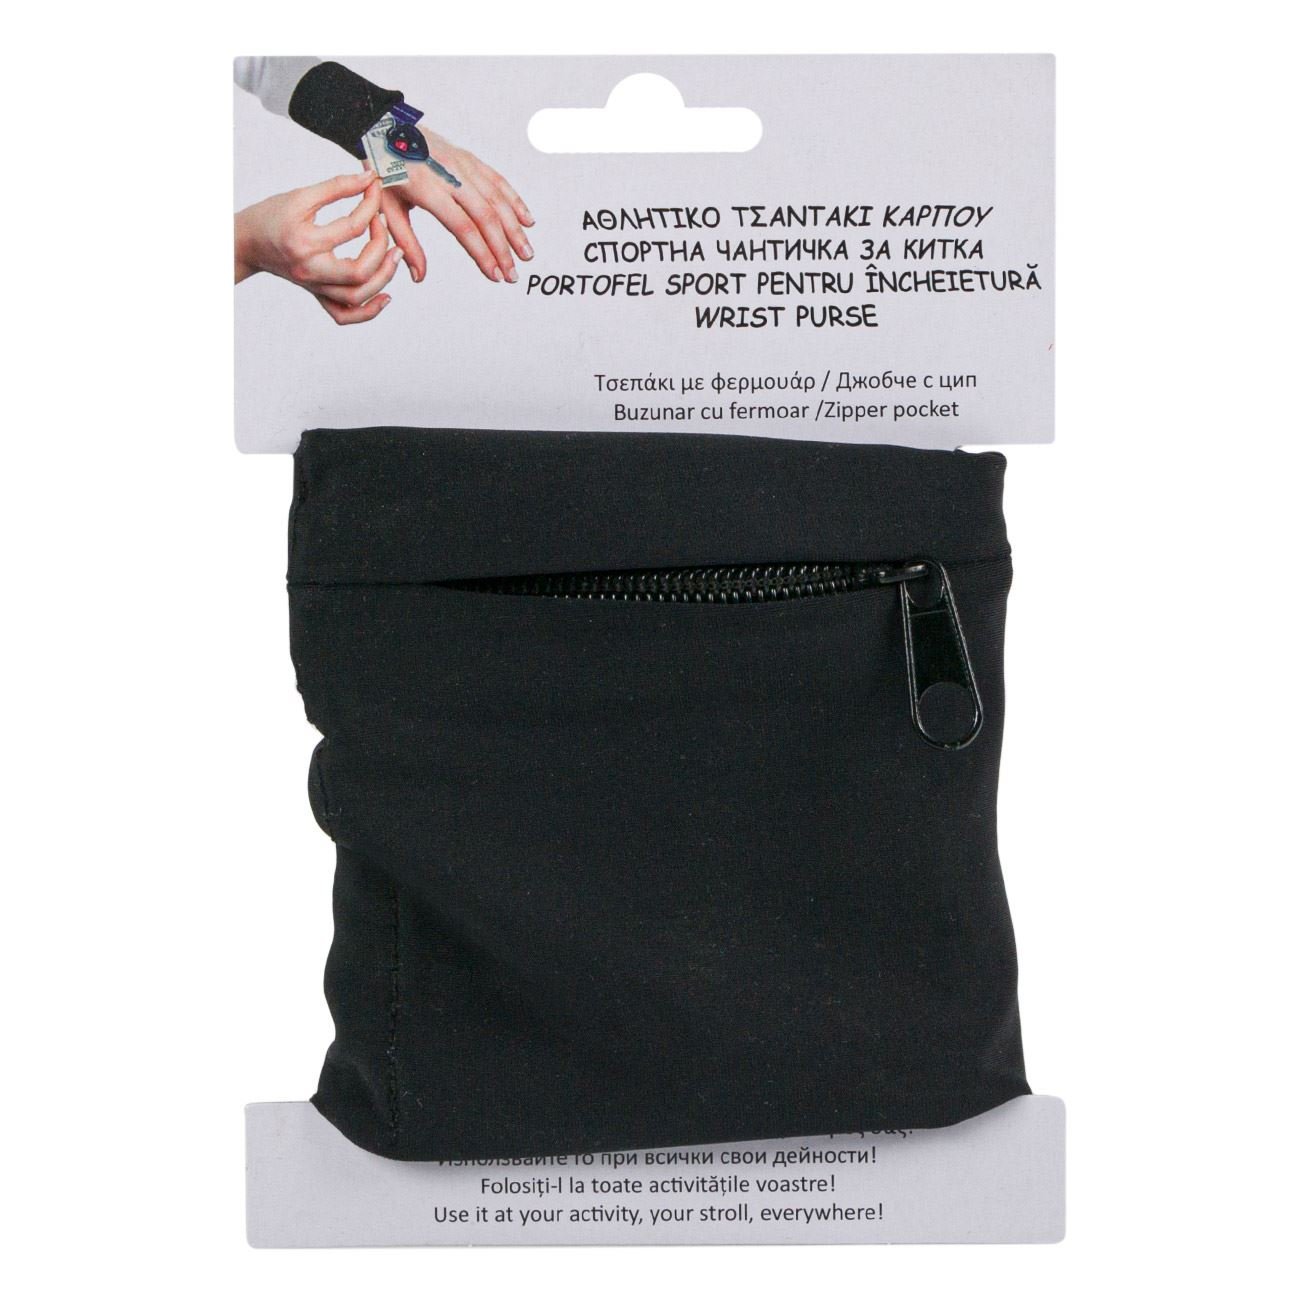 ΑΘΛΗΤΙΚΟ ΤΣΑΝΤΑΚΙ ΚΑΡΠΟΥ
СПОРТНА ЧАНТИЧКА ЗА КИТКА
PORTOFEL SPORT PENTRU ÎNCHEIETURĂ
WRIST PURSE
Τσεπάκι με φερμουάρ / Джобче с цип
Buzunar cu fermoar /Zipper pocket
σας!
Използвайте го при всички свои дейности!
Folosiți-l la toate activitățile voastre!
Use it at your activity, your stroll, everywhere!